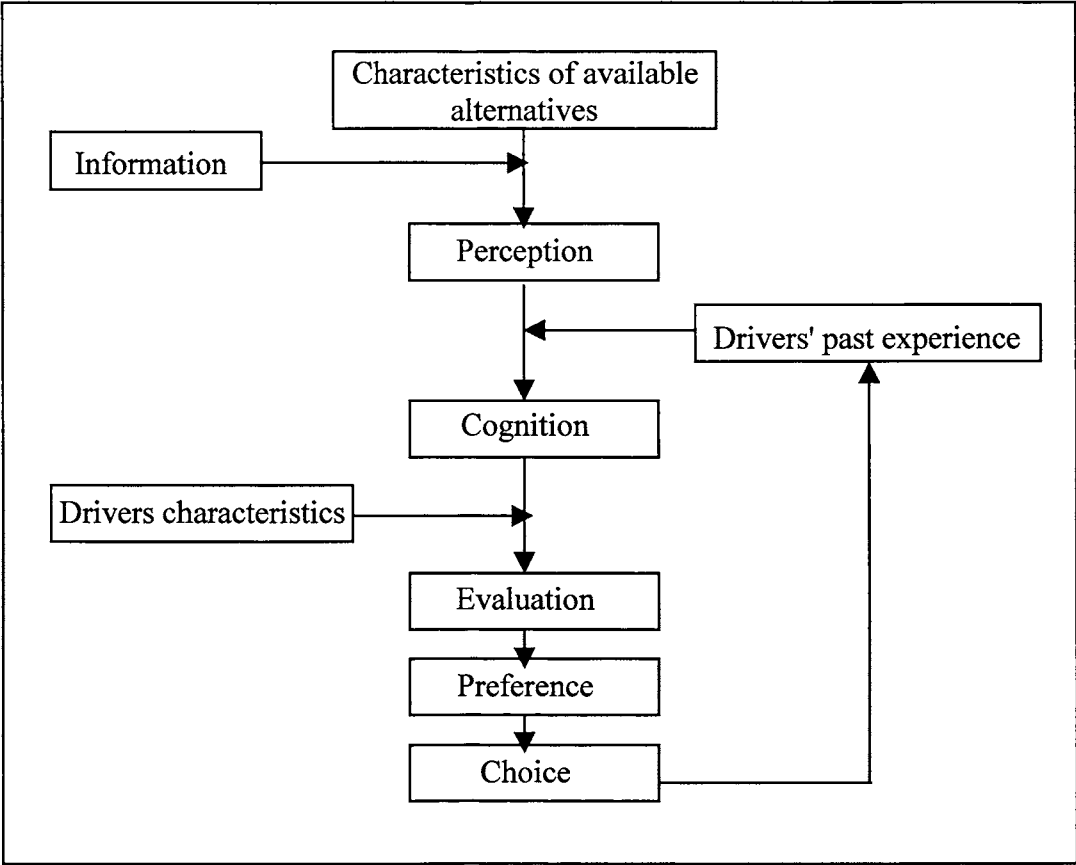 Characteristics of available
alternatives
Information
Perception
Drivers' past experience
Cognition
Drivers characteristics
Evaluation
Preference
Choice